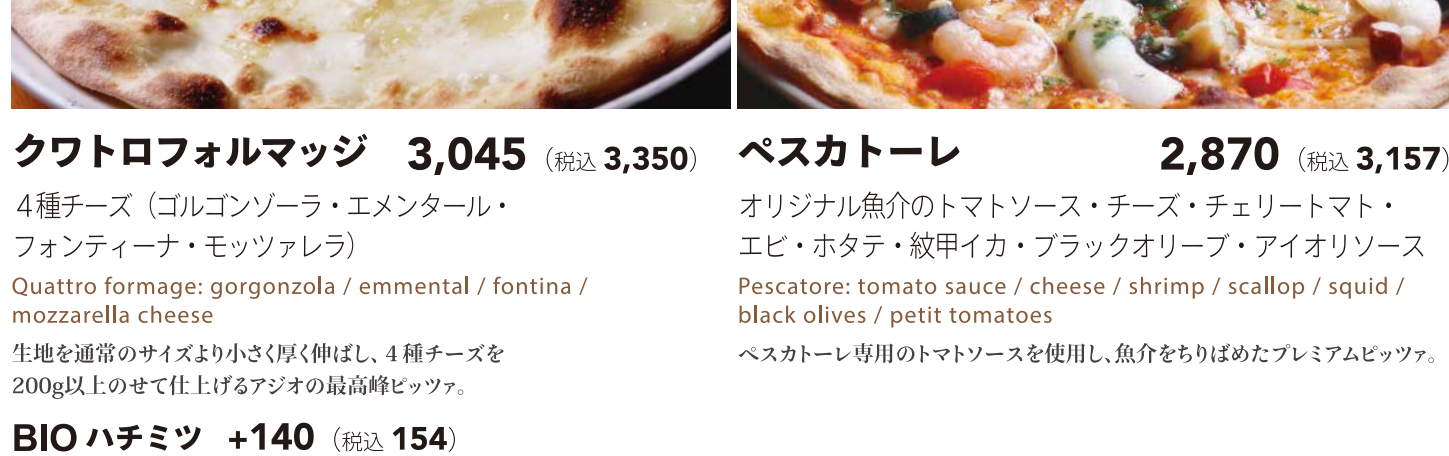 クワトロフォルマッジ 3,045（税込 3,350）
４種チーズ（ゴルゴンゾーラ・エメンタール・
フォンティーナ・モッツァレラ）
Quattro formage: gorgonzola / emmental / fontina /
mozzarella cheese
生地を通常のサイズより小さく厚く伸ばし、４種チーズを
200g以上のせて仕上げるアジオの最高峰ピッツァ。
BIO ハチミツ +140（税込 154）
ペスカトーレ 2,870（税込 3,157）
オリジナル魚介のトマトソース・チーズ・チェリートマト・
エビ・ホタテ・紋甲イカ・ブラックオリーブ・アイオリソース
Pescatore: tomato sauce / cheese / shrimp / scallop / squid /
black olives / petit tomatoes
ペスカトーレ専用のトマトソースを使用し、魚介をちりばめたプレミアムピッツァ。